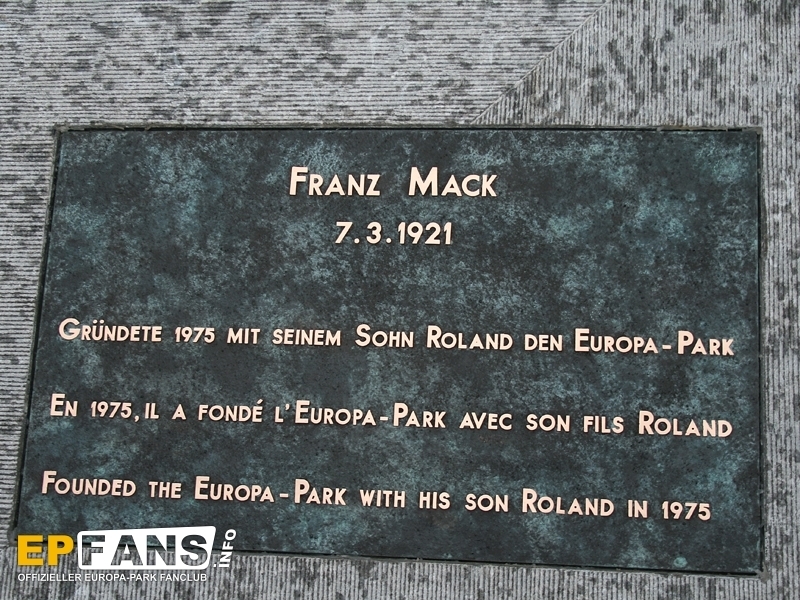 Franz Mack
7.3.1921
Gründete 1975 mit seinem Sohn Roland den Europa-Park
En 1975, il a fondé l'Europa-Park avec son fils Roland
Founded the Europa-Park with his son Roland in 1975
EPFANS.INFO
OFFIZIELLER EUROPA-PARK FANCLUB